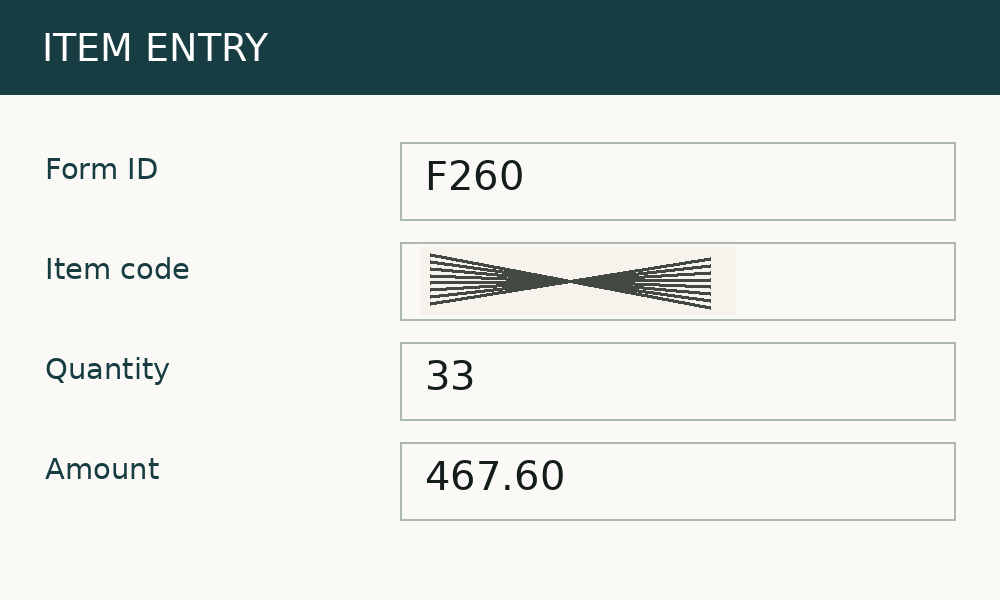 ITEM ENTRY
Form ID F260
Item code
Quantity 33
Amount 467.60